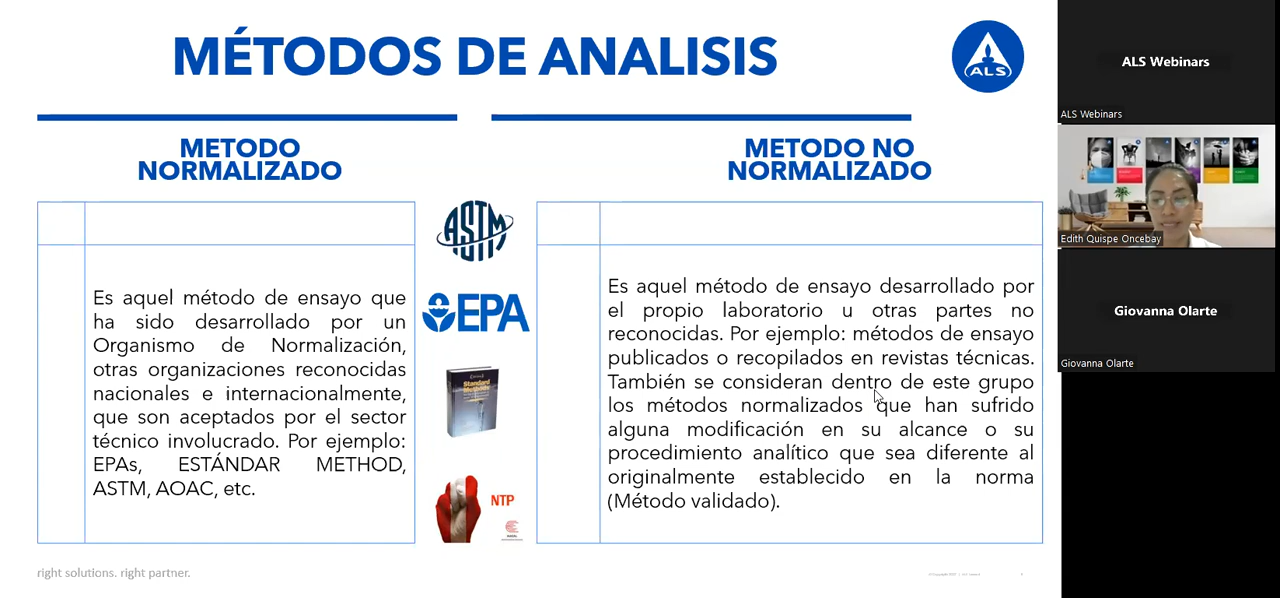 MÉTODOS DE ANALISIS
ALS
METODO
NORMALIZADO
METODO NO
NORMALIZADO
Es aquel método de ensayo que
ha sido desarrollado por un
Organismo de Normalización,
otras organizaciones reconocidas
nacionales e internacionalmente,
que son aceptados por el sector
técnico involucrado. Por ejemplo:
EPAs, ESTÁNDAR METHOD,
ASTM, AOAC, etc.
ASTM
EPA
Standard
Methods
NTP
Es aquel método de ensayo desarrollado por
el propio laboratorio u otras partes no
reconocidas. Por ejemplo: métodos de ensayo
publicados o recopilados en revistas técnicas.
También se consideran dentro de este grupo
los métodos normalizados que han sufrido
alguna modificación en su alcance o su
procedimiento analítico que sea diferente al
originalmente establecido en la norma
(Método validado).
right solutions. right partner.
ALS Webinars
ALS Webinars
Edith Quispe Oncebay
Giovanna Olarte
Giovanna Olarte